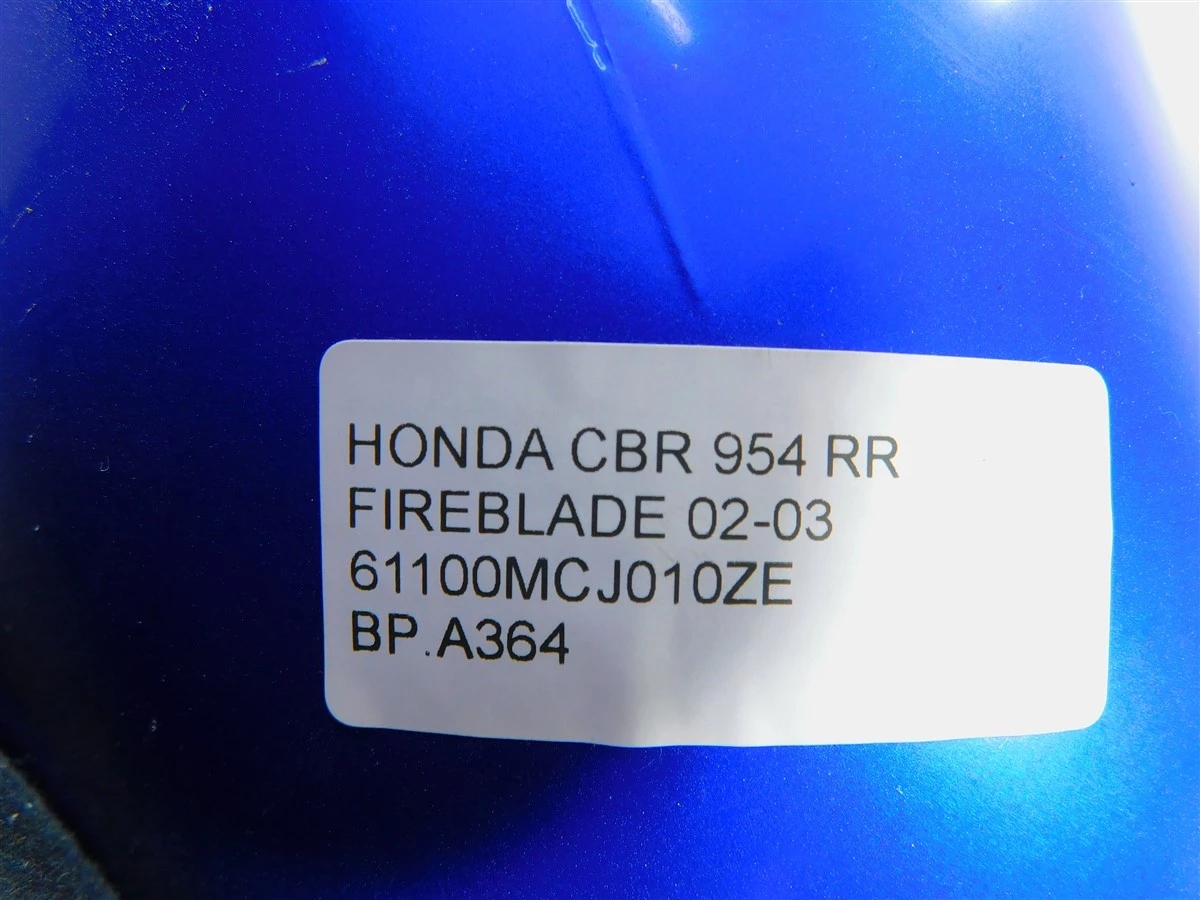 HONDA CBR 954 RR
FIREBLADE 02-03
61100MCJ010ZE
BP.A364